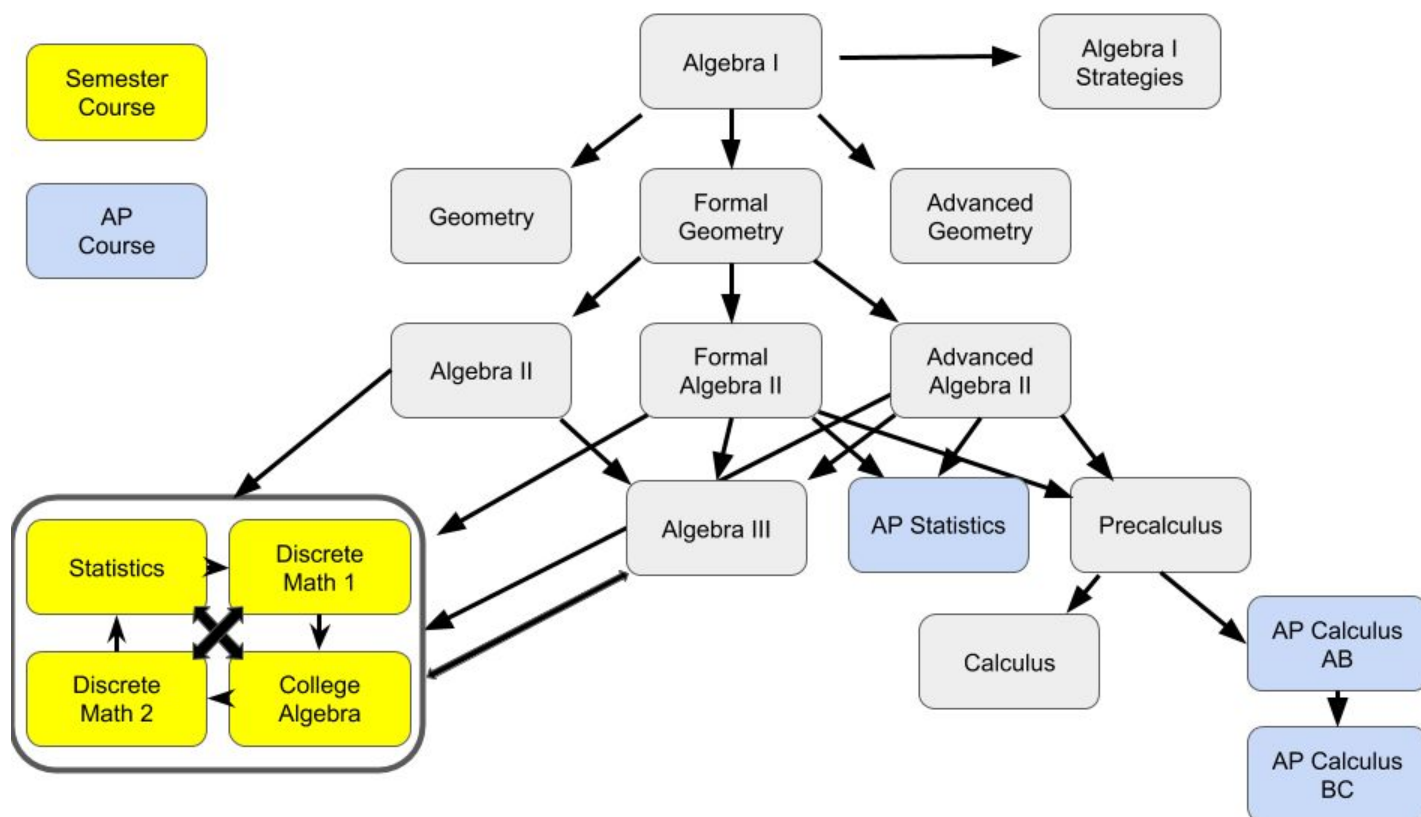 Semester
Course
AP
Course
Algebra I
Algebra I
Strategies
Geometry
Formal
Geometry
Advanced
Geometry
Algebra II
Formal
Algebra II
Advanced
Algebra II
Statistics
Discrete
Math 1
Discrete
Math 2
College
Algebra
Algebra III
AP Statistics
Precalculus
Calculus
AP Calculus
AB
AP Calculus
BC